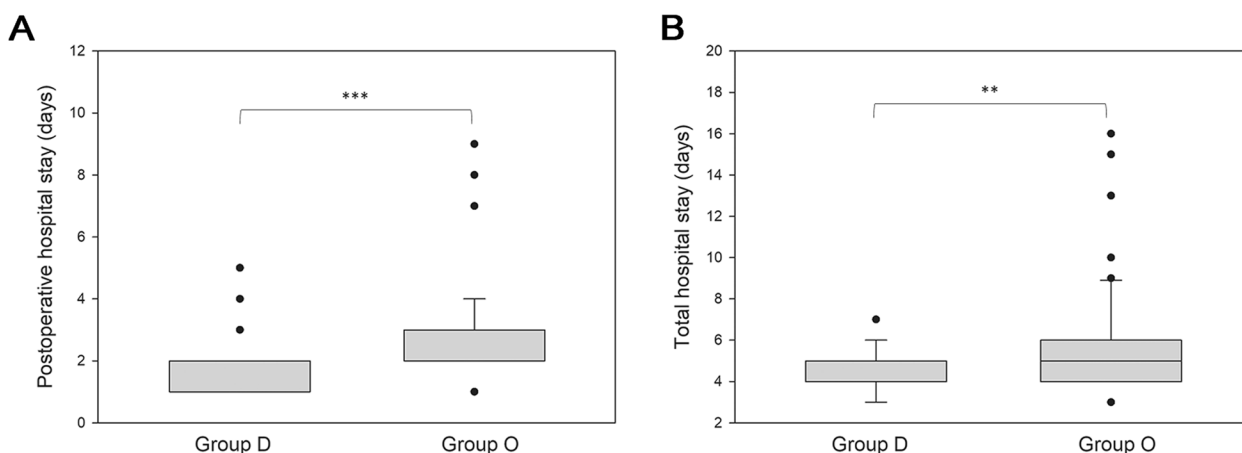 A
Postoperative hospital stay (days)
12
10
8
6
4
2
0
***
Group D
Group O
B
Total hospital stay (days)
20
18
16
14
12
10
8
6
4
2
**
Group D
Group O